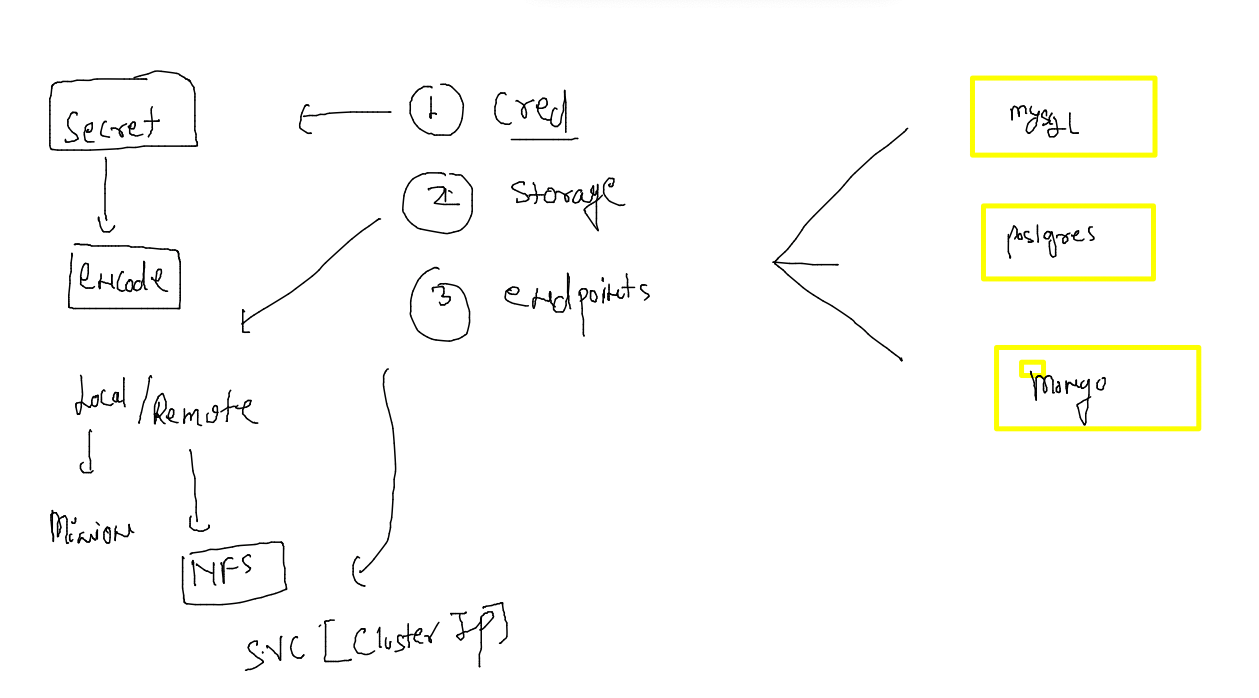 Secret
encode
1 Cred
2 Storage
3 endpoints
Local / Remote
Minion
NFS
SVC [Cluster IP]
mysqL
postgres
Mongo